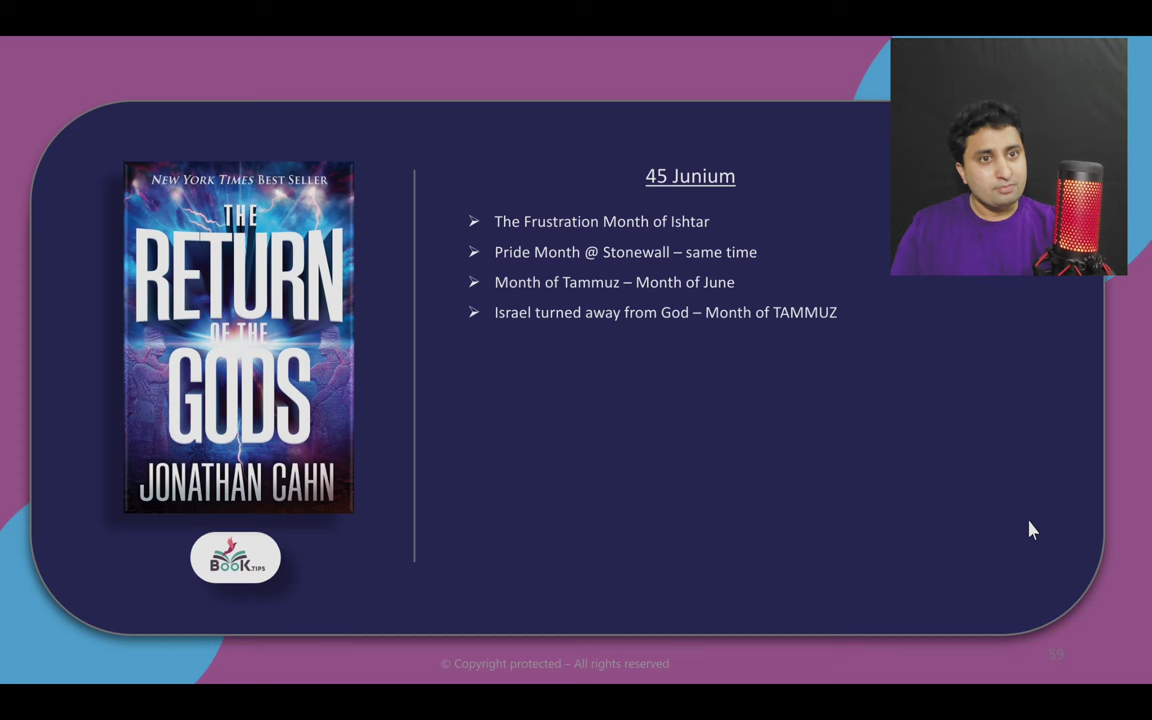 NEW YORK TIMES BEST SELLER
THE
RETURN
OF THE
GODS
JONATHAN CAHN
BOOK.TIPS
45 Junium
➢ The Frustration Month of Ishtar
➢ Pride Month @ Stonewall – same time
➢ Month of Tammuz – Month of June
➢ Israel turned away from God – Month of TAMMUZ
© Copyright protected – All rights reserved
59